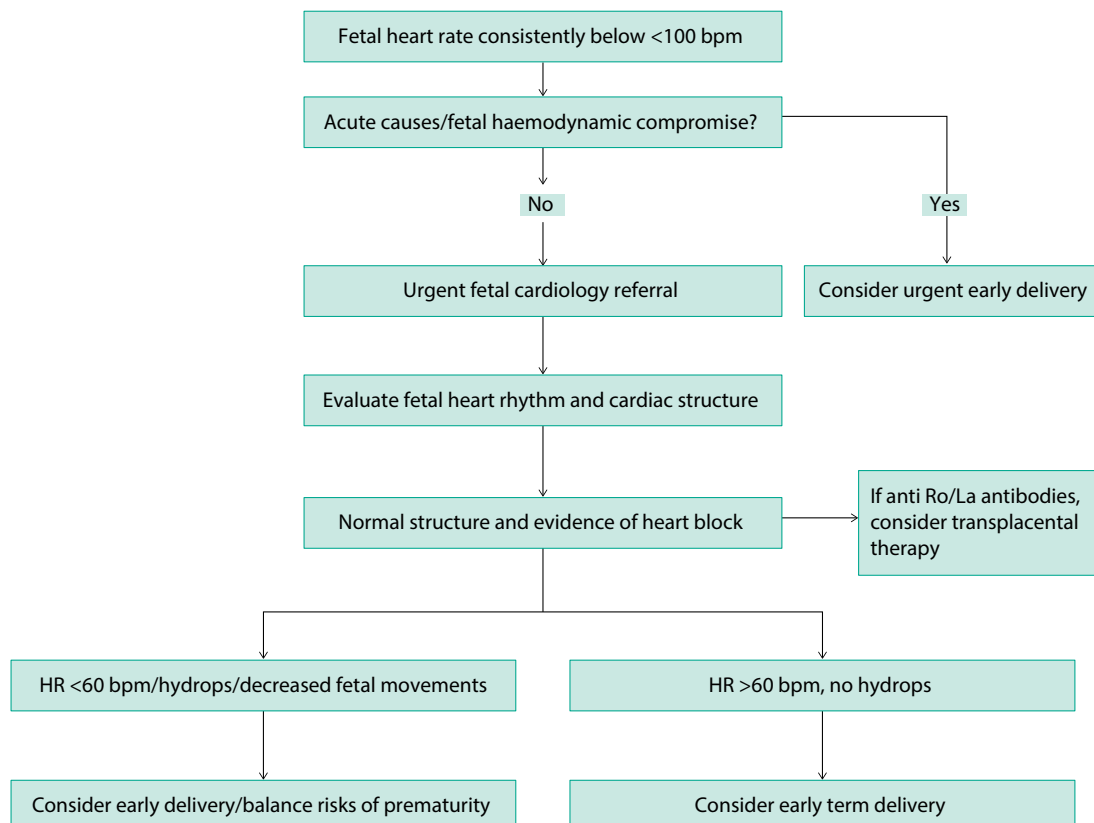 Fetal heart rate consistently below <100 bpm
Acute causes/fetal haemodynamic compromise?
No
Yes
Urgent fetal cardiology referral
Consider urgent early delivery
Evaluate fetal heart rhythm and cardiac structure
Normal structure and evidence of heart block
If anti Ro/La antibodies,
consider transplacental
therapy
HR <60 bpm/hydrops/decreased fetal movements
HR >60 bpm, no hydrops
Consider early delivery/balance risks of prematurity
Consider early term delivery